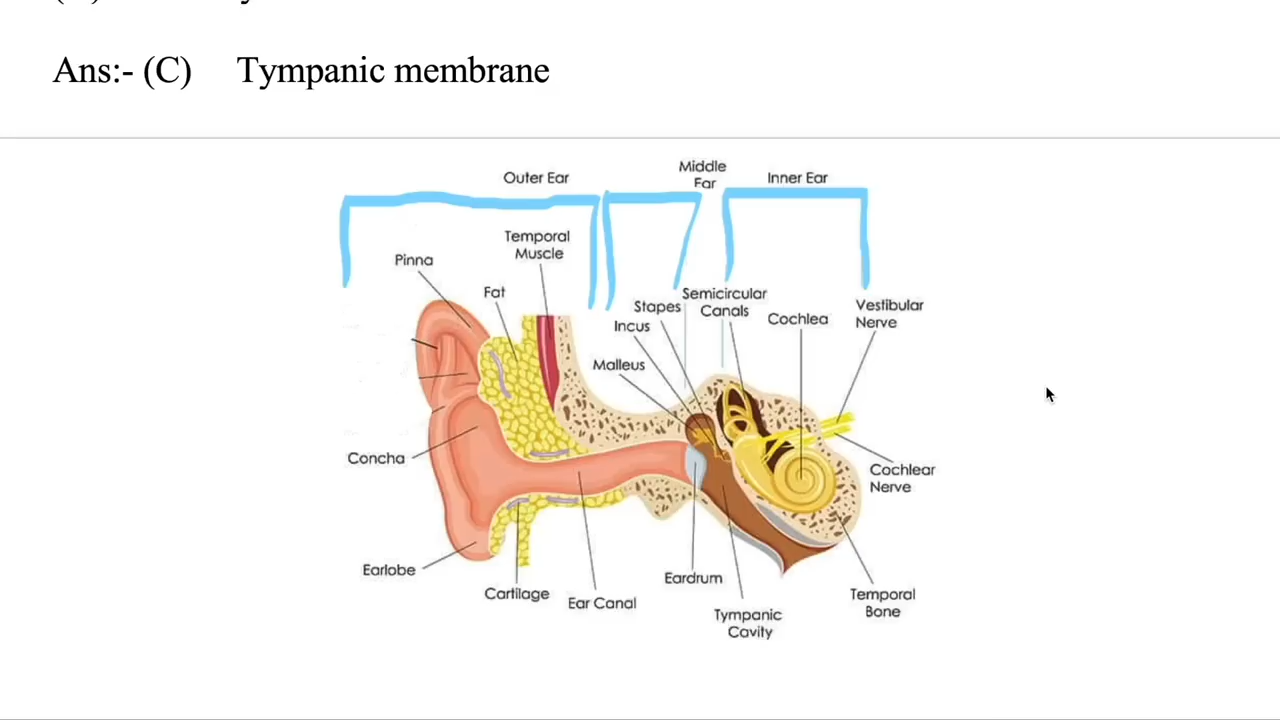 Ans:- (C) Tympanic membrane
Outer Ear
Middle
Ear
Inner Ear
Temporal
Muscle
Pinna
Fat
Semicircular
Canals
Stapes
Incus
Cochlea
Vestibular
Nerve
Malleus
Concha
Cochlear
Nerve
Earlobe
Eardrum
Cartilage
Ear Canal
Temporal
Bone
Tympanic
Cavity